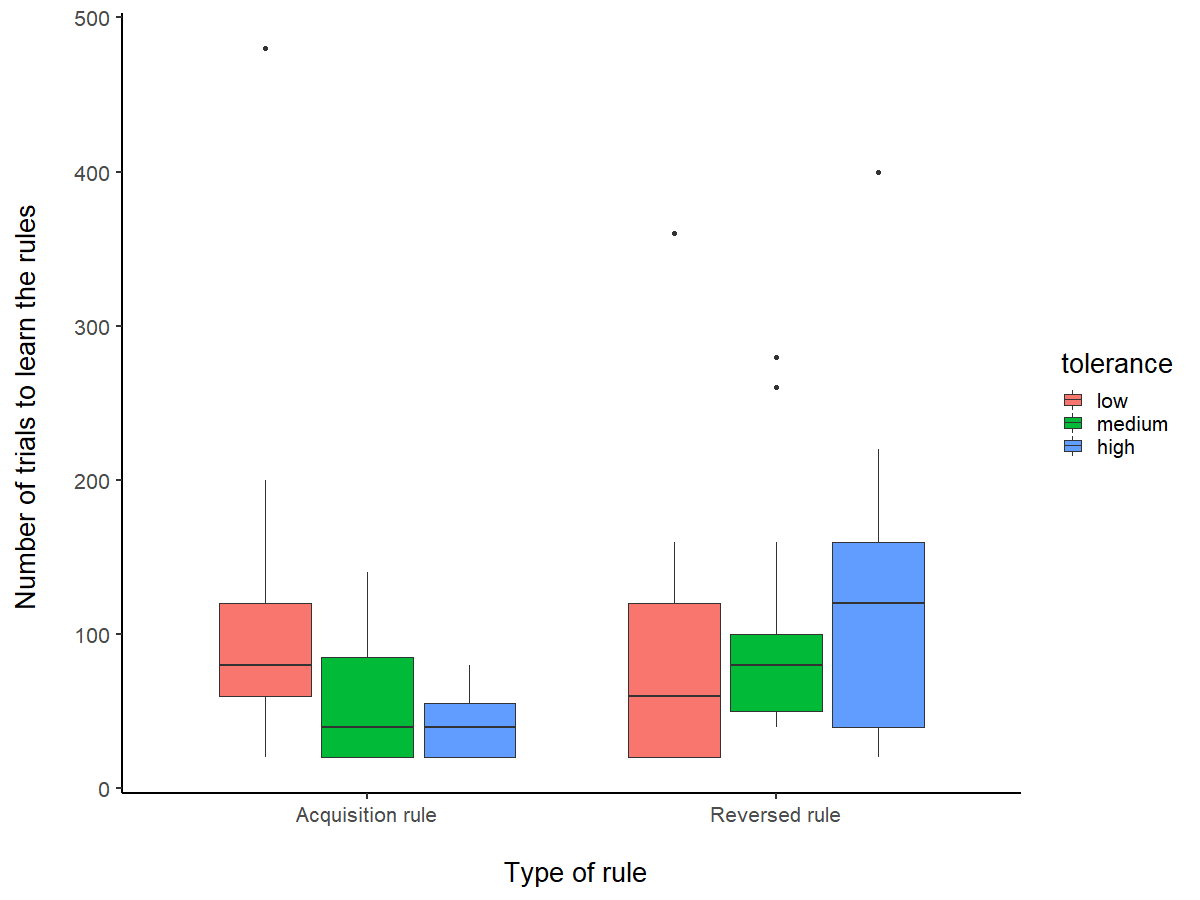 500
400
300
200
100
0
Number of trials to learn the rules
Acquisition rule
Reversed rule
Type of rule
tolerance
low
medium
high